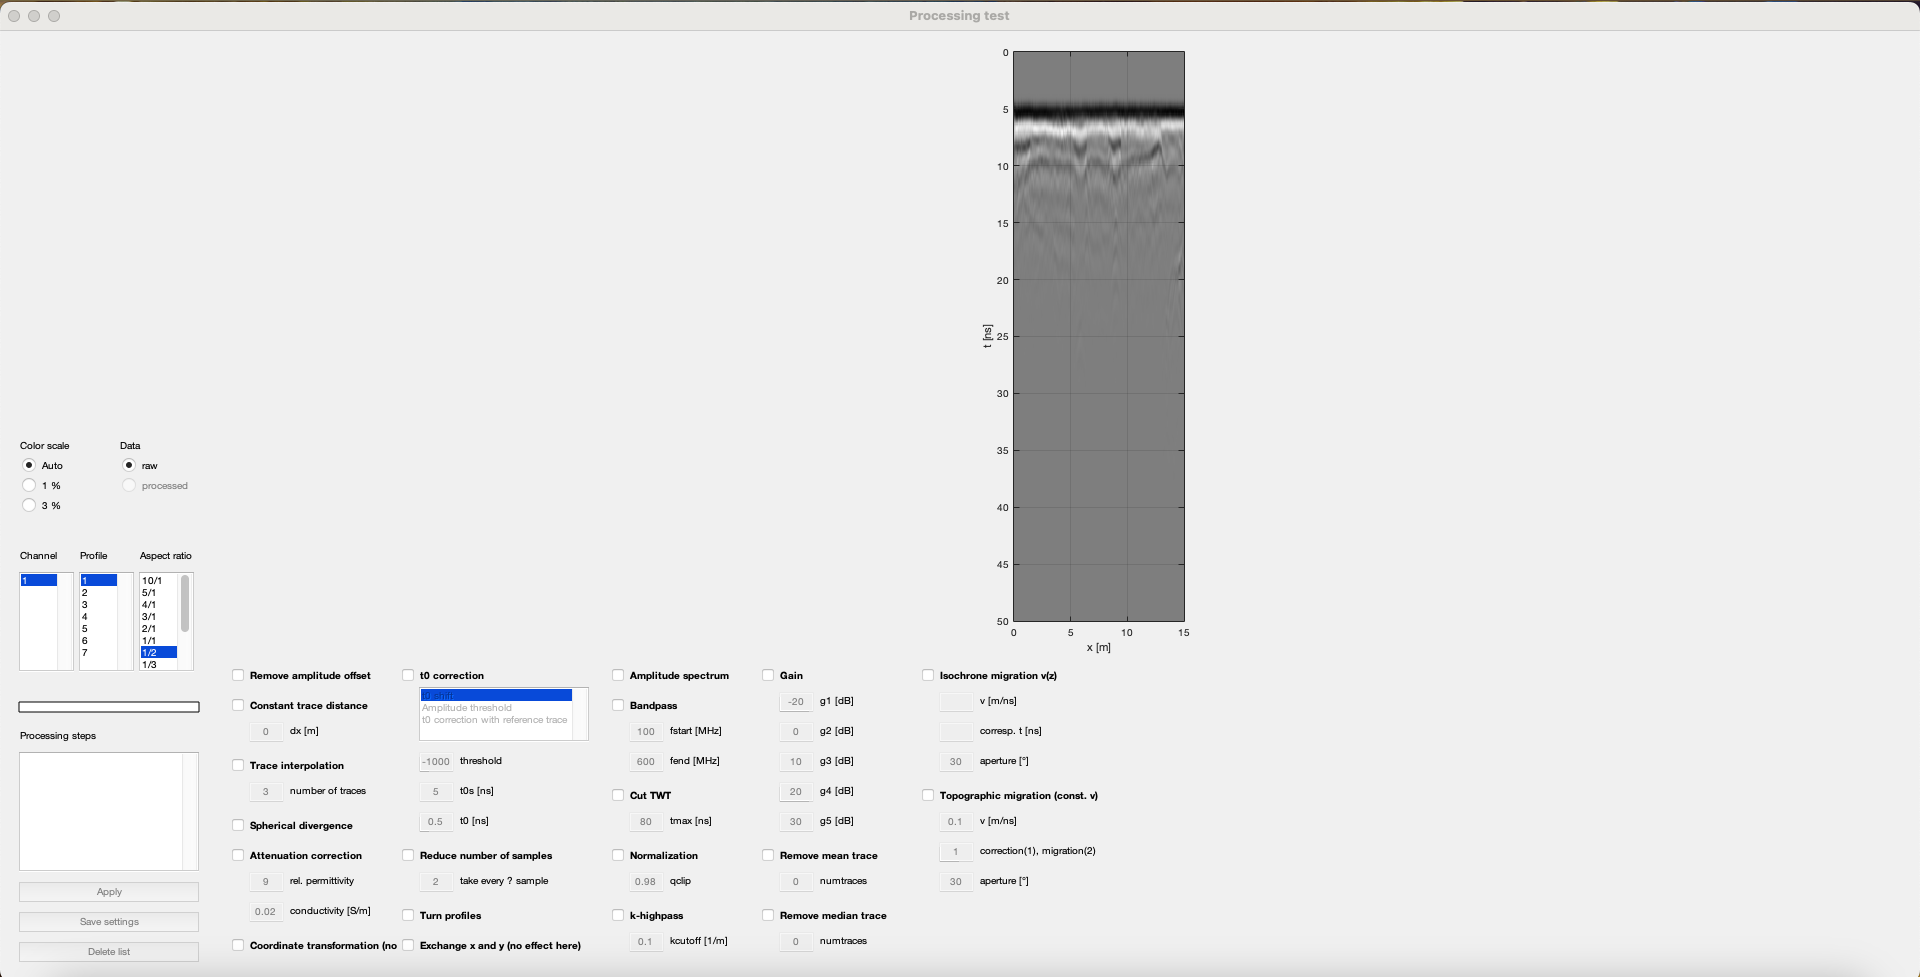 Processing test
0
5
10
15
20
25
30
35
40
45
50
t [ns]
0 5 10 15
x [m]
Color scale
Auto
1 %
3 %
Data
raw
processed
Channel
1
Profile
1
2
3
4
5
6
7
Aspect ratio
10/1
5/1
4/1
3/1
2/1
1/1
1/2
1/3
Processing steps
Apply
Save settings
Delete list
Remove amplitude offset
Constant trace distance
0 dx [m]
Trace interpolation
3 number of traces
Spherical divergence
Attenuation correction
9 rel. permittivity
0.02 conductivity [S/m]
Coordinate transformation (no
t0 correction
t0 shift
Amplitude threshold
t0 correction with reference trace
-1000 threshold
5 t0s [ns]
0.5 t0 [ns]
Reduce number of samples
2 take every ? sample
Turn profiles
Exchange x and y (no effect here)
Amplitude spectrum
Bandpass
100 fstart [MHz]
600 fend [MHz]
Cut TWT
80 tmax [ns]
Normalization
0.98 qclip
k-highpass
0.1 kcutoff [1/m]
Gain
-20 g1 [dB]
0 g2 [dB]
10 g3 [dB]
20 g4 [dB]
30 g5 [dB]
Remove mean trace
0 numtraces
Remove median trace
0 numtraces
Isochrone migration v(z)
v [m/ns]
corresp. t [ns]
30 aperture [°]
Topographic migration (const. v)
0.1 v [m/ns]
1 correction(1), migration(2)
30 aperture [°]